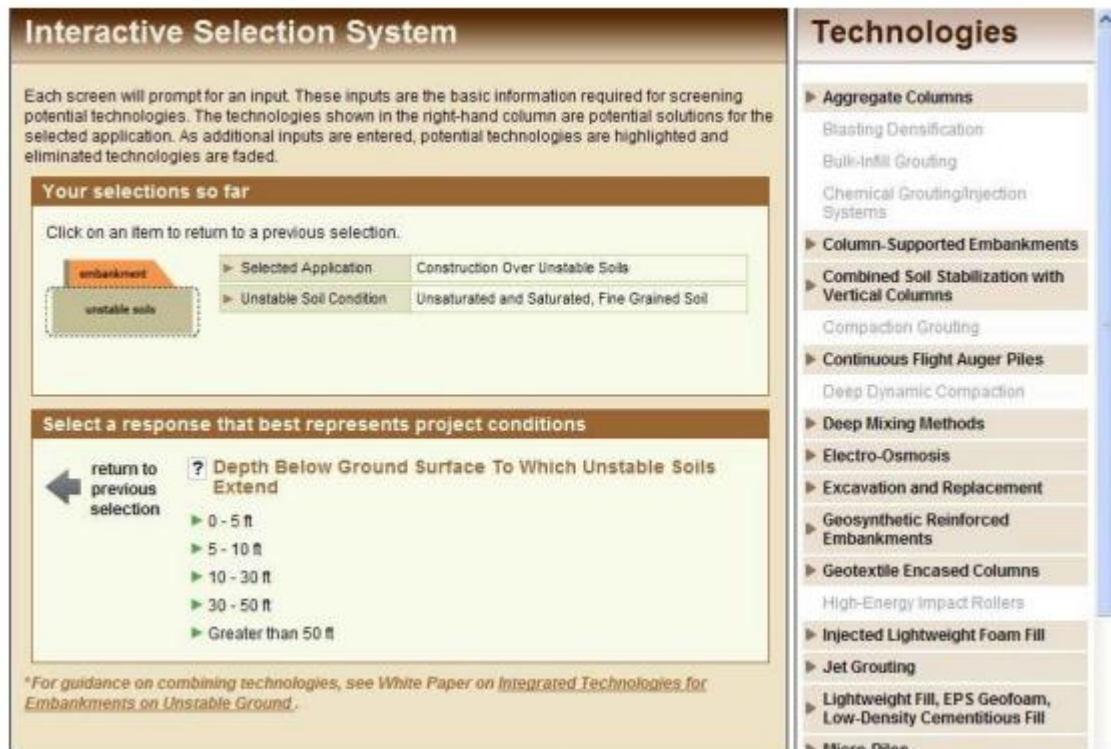 Interactive Selection System
Each screen will prompt for an input. These inputs are the basic information required for screening
potential technologies. The technologies shown in the right-hand column are potential solutions for the
selected application. As additional inputs are entered, potential technologies are highlighted and
eliminated technologies are faded.
Your selections so far
Click on an item to return to a previous selection.
embankment
unstable soils
Selected Application
Construction Over Unstable Soils
Unstable Soil Condition
Unsaturated and Saturated, Fine Grained Soil
Select a response that best represents project conditions
return to
previous
selection
? Depth Below Ground Surface To Which Unstable Soils
Extend
0 - 5 ft
5 - 10 ft
10 - 30 ft
30 - 50 ft
Greater than 50 ft
*For guidance on combining technologies, see White Paper on Integrated Technologies for
Embankments on Unstable Ground .
Technologies
Aggregate Columns
Blasting Densification
Bulk-Infill Grouting
Chemical Grouting/Injection
Systems
Column-Supported Embankments
Combined Soil Stabilization with
Vertical Columns
Compaction Grouting
Continuous Flight Auger Piles
Deep Dynamic Compaction
Deep Mixing Methods
Electro-Osmosis
Excavation and Replacement
Geosynthetic Reinforced
Embankments
Geotextile Encased Columns
High-Energy Impact Rollers
Injected Lightweight Foam Fill
Jet Grouting
Lightweight Fill, EPS Geofoam,
Low-Density Cementitious Fill
Micro-Piles